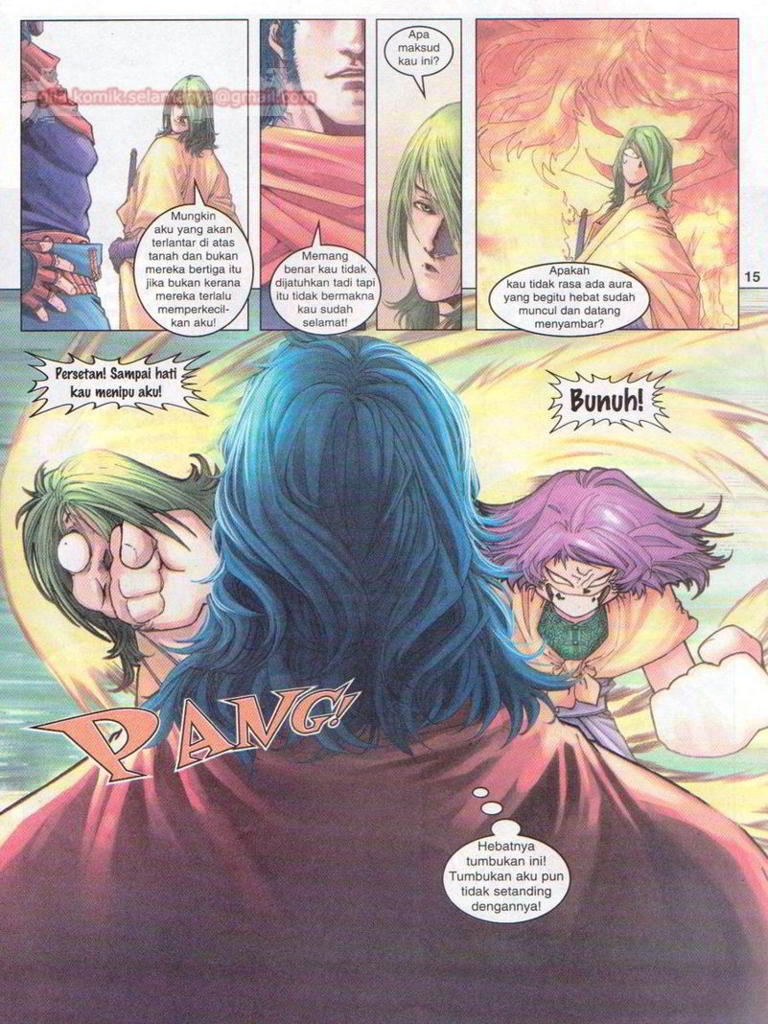 Mungkin
aku yang akan
terlantar di atas
tanah dan bukan
mereka bertiga itu
jika bukan kerana
mereka terlalu
memperkecil-
kan aku!
Memang
benar kau tidak
dijatuhkan tadi tapi
itu tidak bermakna
kau sudah
selamat!
Apa
maksud
kau ini?
Apakah
kau tidak rasa ada aura
yang begitu hebat sudah
muncul dan datang
menyambar?
15
Persetan! Sampai hati
kau menipu aku!
Bunuh!
PANG!
Hebatnya
tumbukan ini!
Tumbukan aku pun
tidak setanding
dengannya!